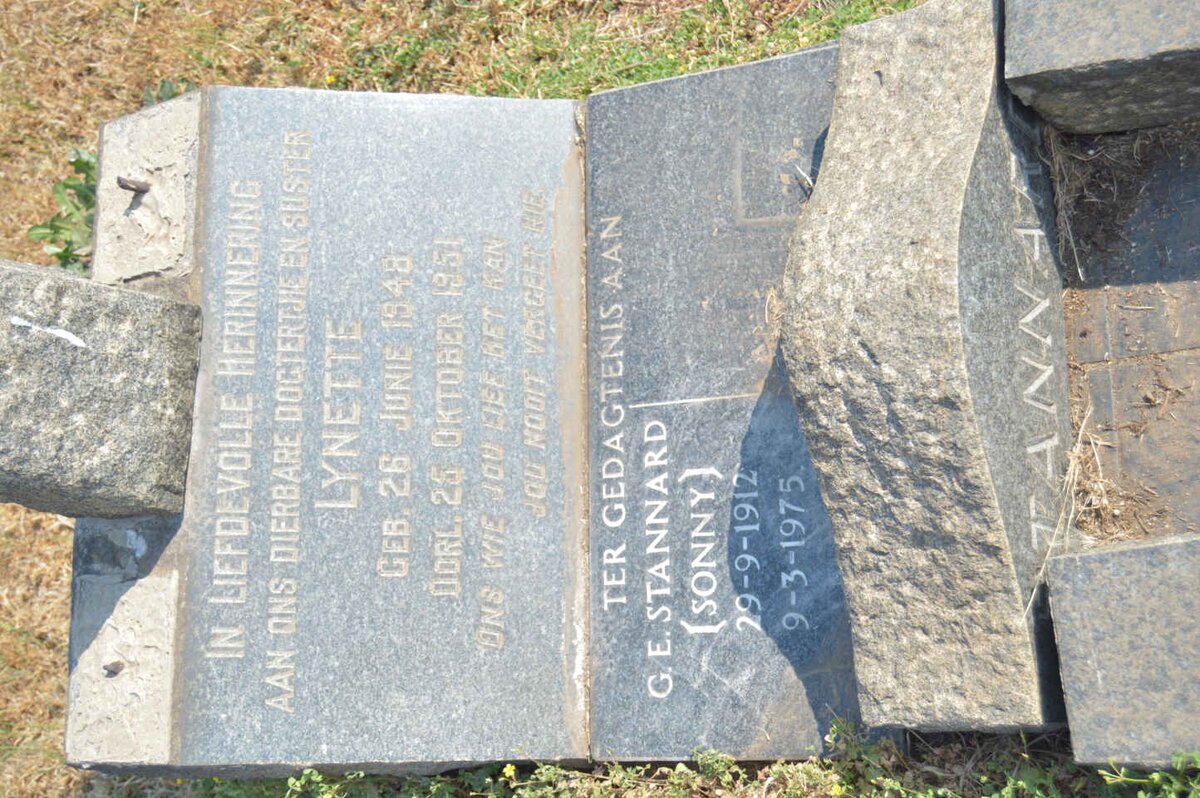 IN LIEFDEVOLLE HERINNERING
AAN ONS DIERBARE DOGTERTJIE EN SUSTER
LYNETTE
GEB. 26 JUNIE 1948
OORL. 25 OKTOBER 1951
ONS WIE JOU LIEF HET KAN
JOU NOOIT VERGEET NIE.
TER GEDAGTENIS AAN
G. E. STANNARD
(SONNY)
29-9-1912
9-3-1975